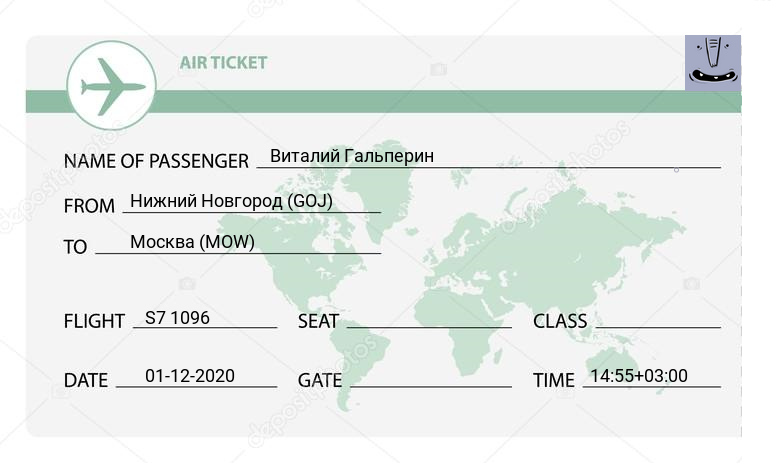 AIR TICKET
NAME OF PASSENGER Виталий Гальперин
FROM Нижний Новгород (GOJ)
TO Москва (MOW)
FLIGHT S7 1096 SEAT CLASS
DATE 01-12-2020 GATE TIME 14:55+03:00
depositphotos